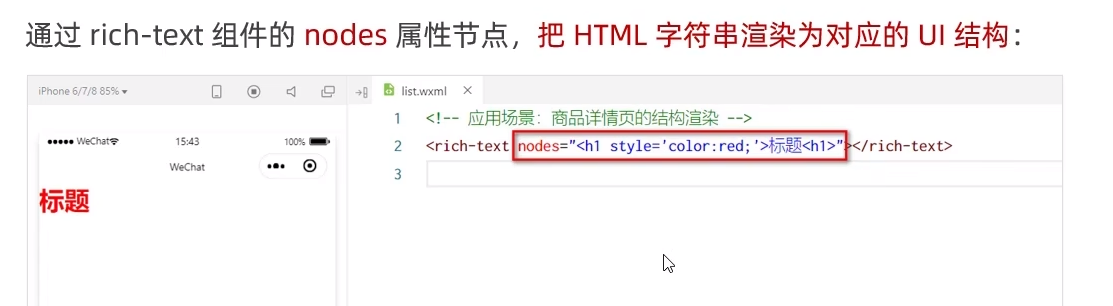 通过 rich-text 组件的 nodes 属性节点，把 HTML 字符串渲染为对应的 UI 结构：
iPhone 6/7/8 85%
list.wxml
WeChat
15:43
100%
WeChat
标题
1 <!-- 应用场景：商品详情页的结构渲染 -->
2 <rich-text nodes="<h1 style='color:red;'>标题<h1>"></rich-text>
3